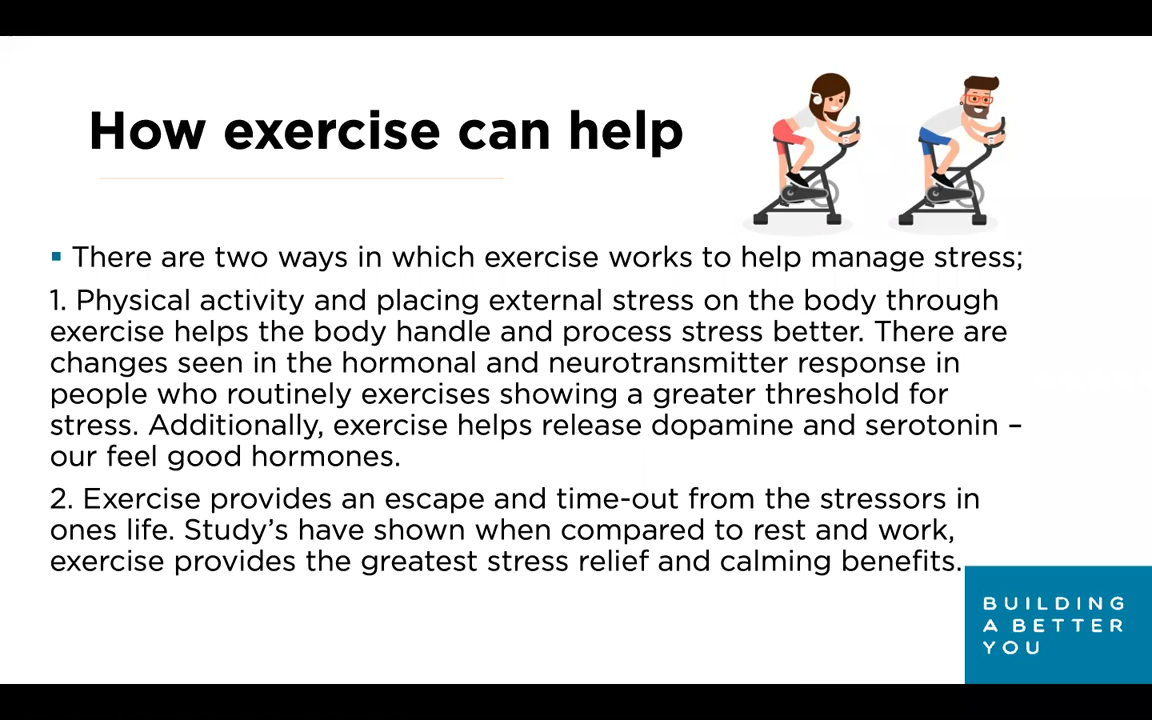 How exercise can help
▪ There are two ways in which exercise works to help manage stress;
1. Physical activity and placing external stress on the body through
exercise helps the body handle and process stress better. There are
changes seen in the hormonal and neurotransmitter response in
people who routinely exercises showing a greater threshold for
stress. Additionally, exercise helps release dopamine and serotonin –
our feel good hormones.
2. Exercise provides an escape and time-out from the stressors in
ones life. Study's have shown when compared to rest and work,
exercise provides the greatest stress relief and calming benefits.
BUILDING
A BETTER
YOU